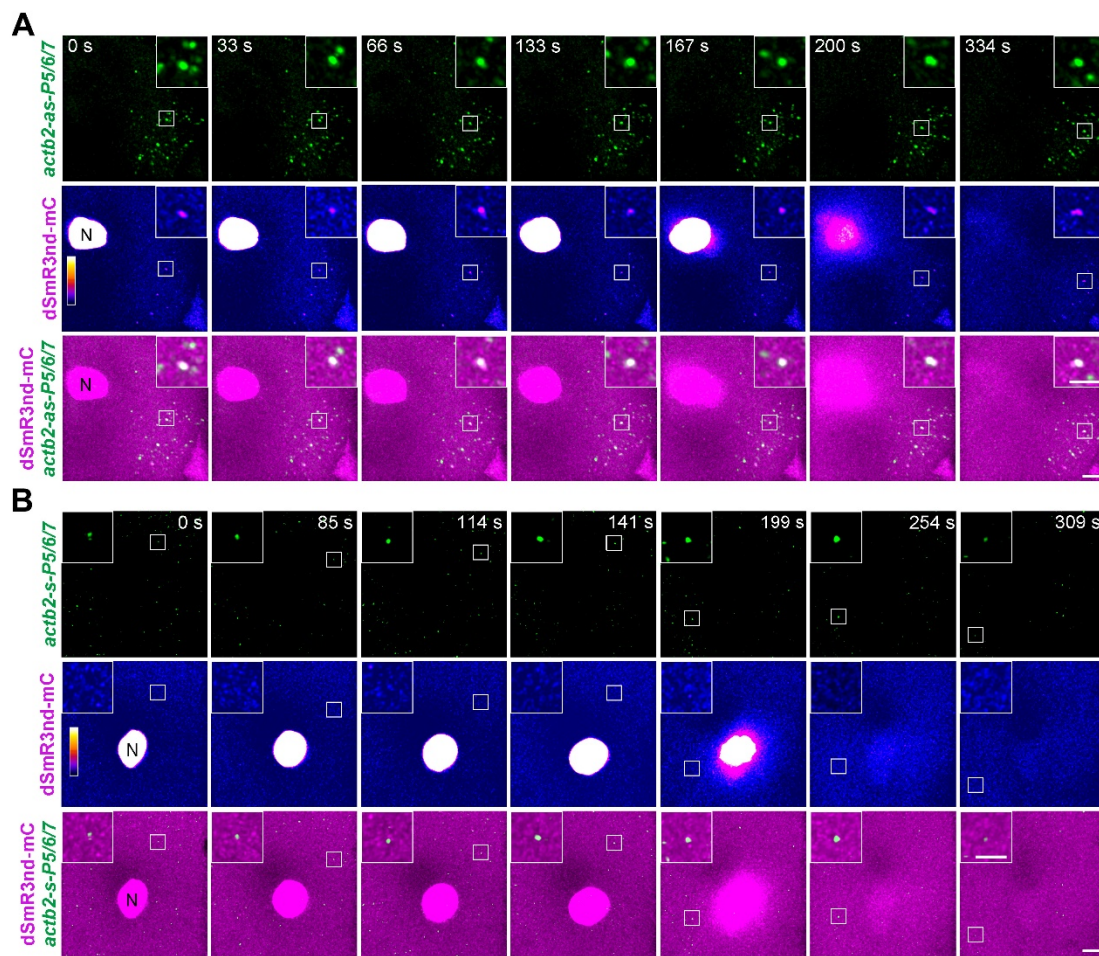 A
actb2-as-P5/6/7
0 s
33 s
66 s
133 s
167 s
200 s
334 s
dSmR3nd-mC
N
dSmR3nd-mC
actb2-as-P5/6/7
N
B
actb2-s-P5/6/7
0 s
85 s
114 s
141 s
199 s
254 s
309 s
dSmR3nd-mC
N
dSmR3nd-mC
actb2-s-P5/6/7
N